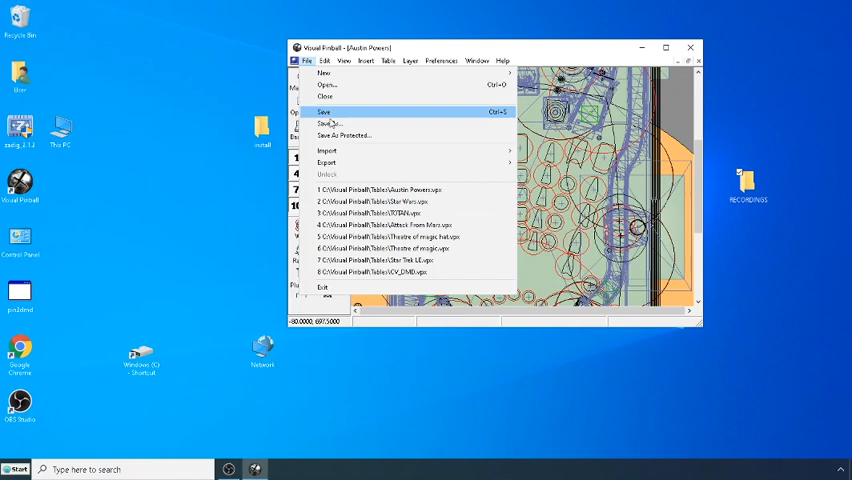 Recycle Bin
User
zadig_2.1.2
This PC
install
Visual Pinball
Control Panel
pin2dmd
Google
Chrome
Windows (C)
- Shortcut
Network
OBS Studio
RECORDINGS
Visual Pinball - [Austin Powers]
File Edit View Insert Table Layer Preferences Window Help
New
Open... Ctrl+O
Close
Save Ctrl+S
Save As...
Save As Protected...
Import
Export
Unlock
1 C:\Visual Pinball\Tables\Austin Powers.vpx
2 C:\Visual Pinball\Tables\Star Wars.vpx
3 C:\Visual Pinball\Tables\TOTAN.vpx
4 C:\Visual Pinball\Tables\Attack From Mars.vpx
5 C:\Visual Pinball\Tables\Theatre of magic hat.vpx
6 C:\Visual Pinball\Tables\Theatre of magic.vpx
7 C:\Visual Pinball\Tables\Star Trek LE.vpx
8 C:\Visual Pinball\Tables\CV_DMD.vpx
Exit
-80.0000, 697.5000
Start
Type here to search